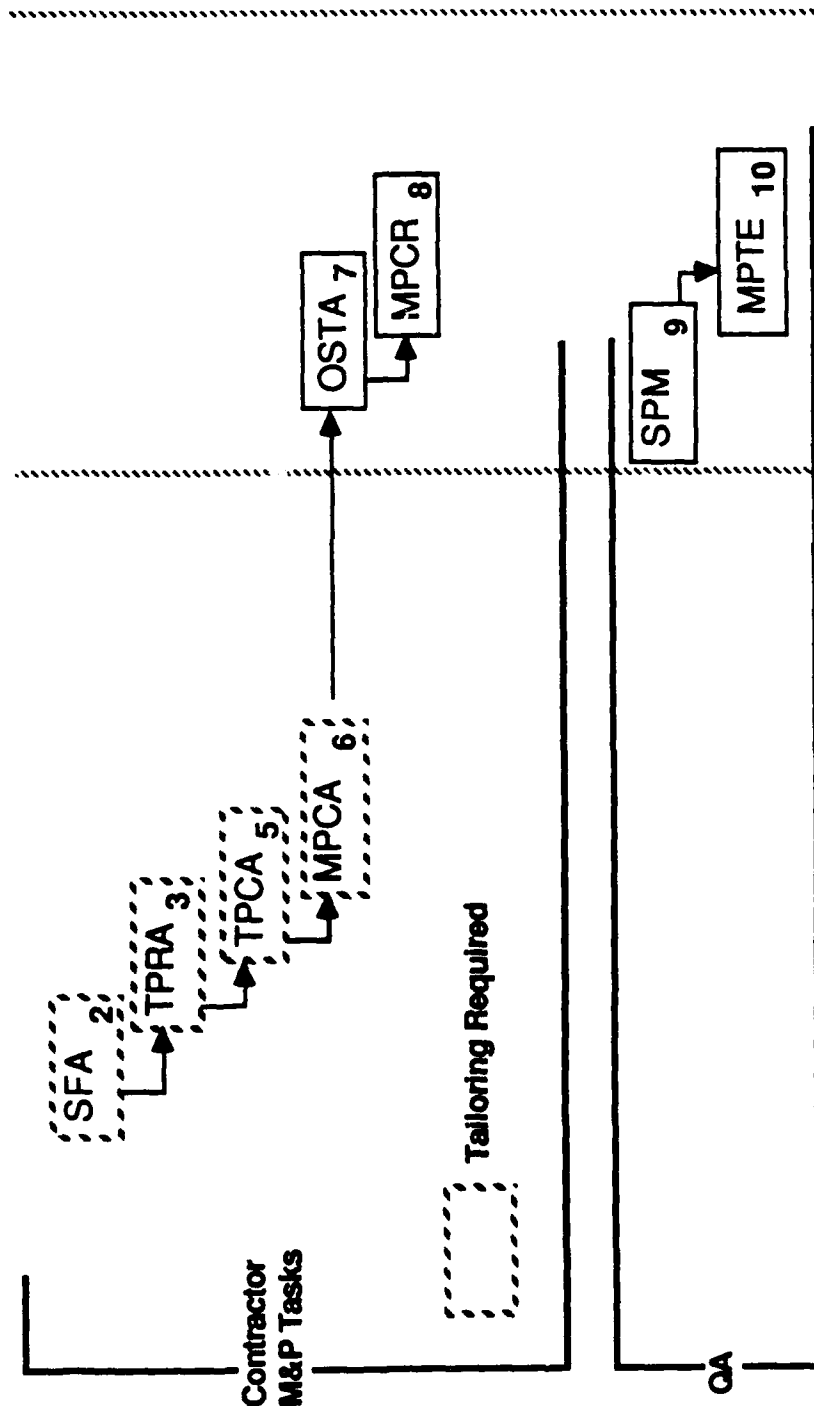 SFA 2
TPRA 3
TPCA 5
MPCA 6
OSTA 7
MPCR 8
Contractor
M&P Tasks
Tailoring Required
SPM 9
MPTE 10
QA